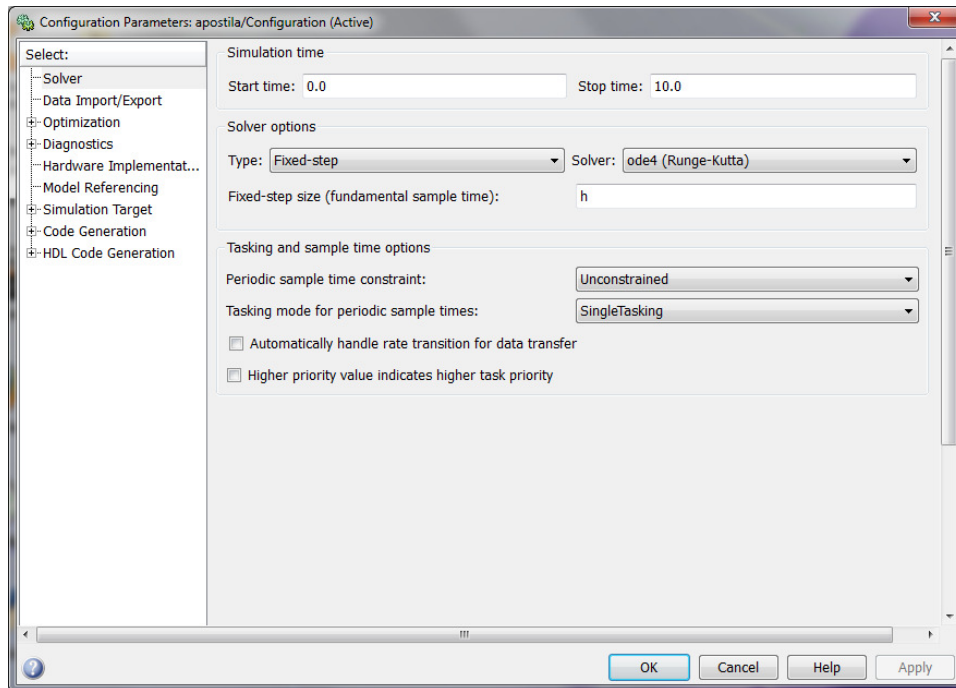 Configuration Parameters: apostila/Configuration (Active)
Select:
Solver
Data Import/Export
Optimization
Diagnostics
Hardware Implementat...
Model Referencing
Simulation Target
Code Generation
HDL Code Generation
Simulation time
Start time: 0.0 Stop time: 10.0
Solver options
Type: Fixed-step Solver: ode4 (Runge-Kutta)
Fixed-step size (fundamental sample time): h
Tasking and sample time options
Periodic sample time constraint: Unconstrained
Tasking mode for periodic sample times: SingleTasking
Automatically handle rate transition for data transfer
Higher priority value indicates higher task priority
OK Cancel Help Apply